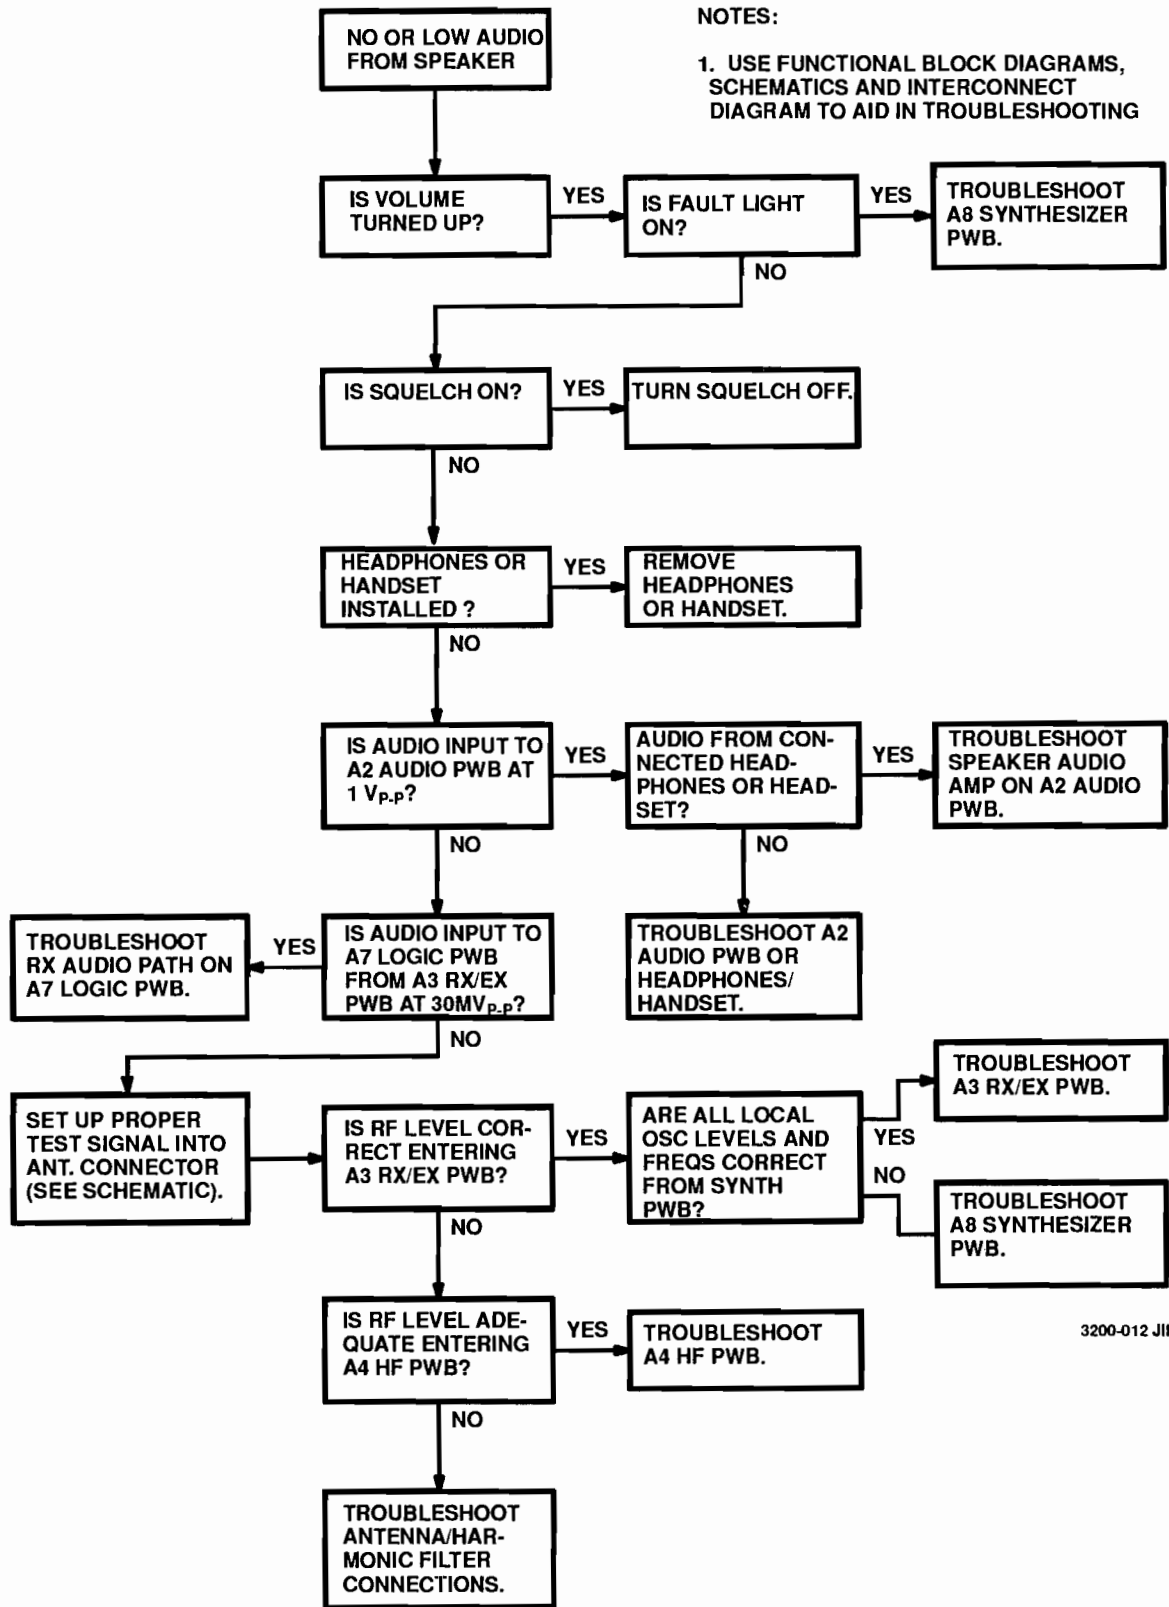 NOTES:
1. USE FUNCTIONAL BLOCK DIAGRAMS,
SCHEMATICS AND INTERCONNECT
DIAGRAM TO AID IN TROUBLESHOOTING
NO OR LOW AUDIO
FROM SPEAKER
IS VOLUME
TURNED UP?
YES
IS FAULT LIGHT
ON?
YES
TROUBLESHOOT
A8 SYNTHESIZER
PWB.
NO
IS SQUELCH ON?
YES
TURN SQUELCH OFF.
NO
HEADPHONES OR
HANDSET
INSTALLED ?
YES
REMOVE
HEADPHONES
OR HANDSET.
NO
IS AUDIO INPUT TO
A2 AUDIO PWB AT
1 VP-P?
YES
AUDIO FROM CON-
NECTED HEAD-
PHONES OR HEAD-
SET?
YES
TROUBLESHOOT
SPEAKER AUDIO
AMP ON A2 AUDIO
PWB.
NO
NO
TROUBLESHOOT
RX AUDIO PATH ON
A7 LOGIC PWB.
YES
IS AUDIO INPUT TO
A7 LOGIC PWB
FROM A3 RX/EX
PWB AT 30MVP-P?
TROUBLESHOOT A2
AUDIO PWB OR
HEADPHONES/
HANDSET.
NO
SET UP PROPER
TEST SIGNAL INTO
ANT. CONNECTOR
(SEE SCHEMATIC).
IS RF LEVEL COR-
RECT ENTERING
A3 RX/EX PWB?
YES
ARE ALL LOCAL
OSC LEVELS AND
FREQS CORRECT
FROM SYNTH
PWB?
YES
TROUBLESHOOT
A3 RX/EX PWB.
NO
TROUBLESHOOT
A8 SYNTHESIZER
PWB.
NO
IS RF LEVEL ADE-
QUATE ENTERING
A4 HF PWB?
YES
TROUBLESHOOT
A4 HF PWB.
3200-012
NO
TROUBLESHOOT
ANTENNA/HAR-
MONIC FILTER
CONNECTIONS.